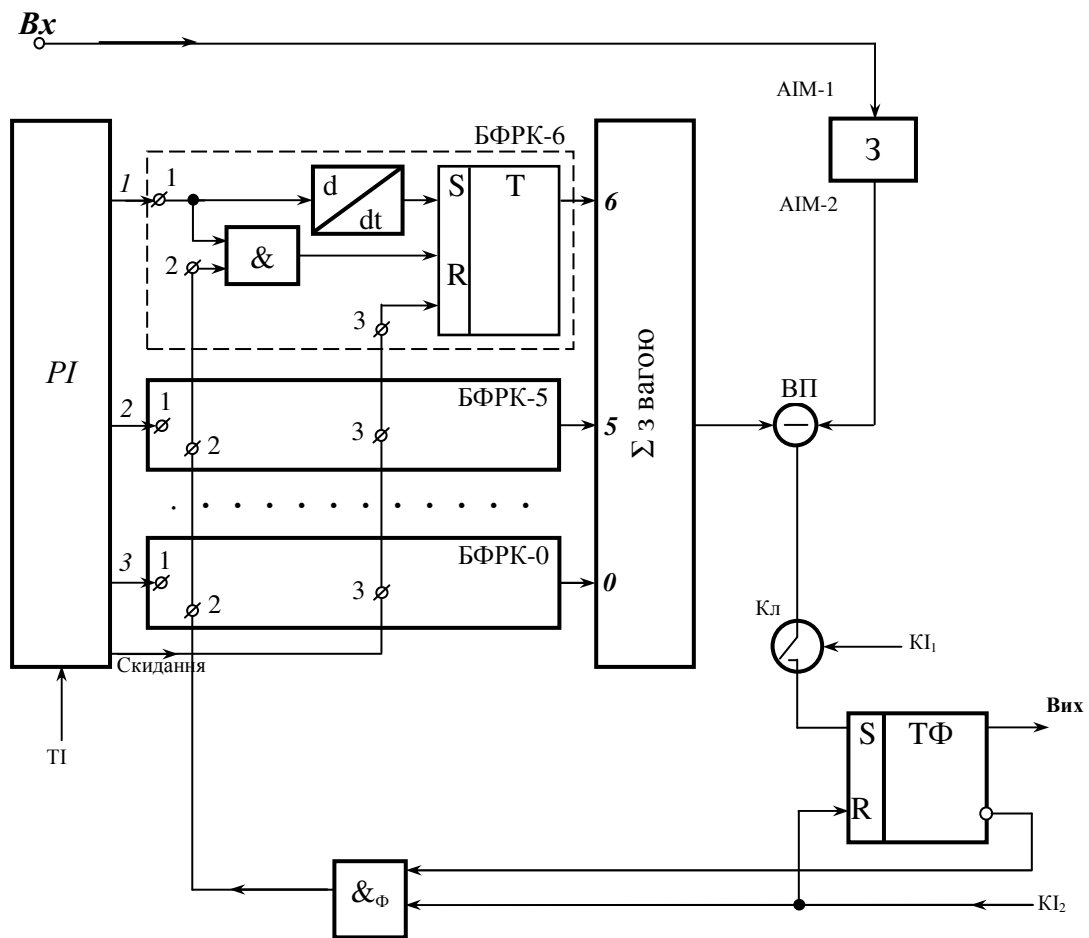 Вх
АІМ-1
З
АІМ-2
БФРК-6
РІ
1
1
d
dt
S
T
6
&
2
R
3
Σ з вагою
ВП
БФРК-5
2
1
3
5
2
БФРК-0
3
1
3
0
2
Скидання
ТІ
Кл
КІ₁
S
ТФ
Вих
R
&Ф
КІ₂